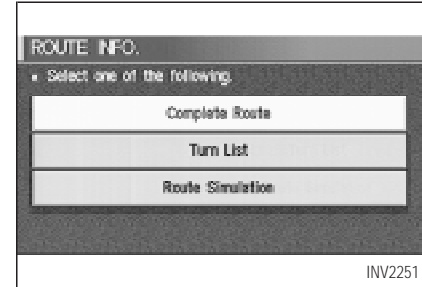 ROUTE INFO.
• Select one of the following.
Complete Route
Turn List
Route Simulation
INV2251